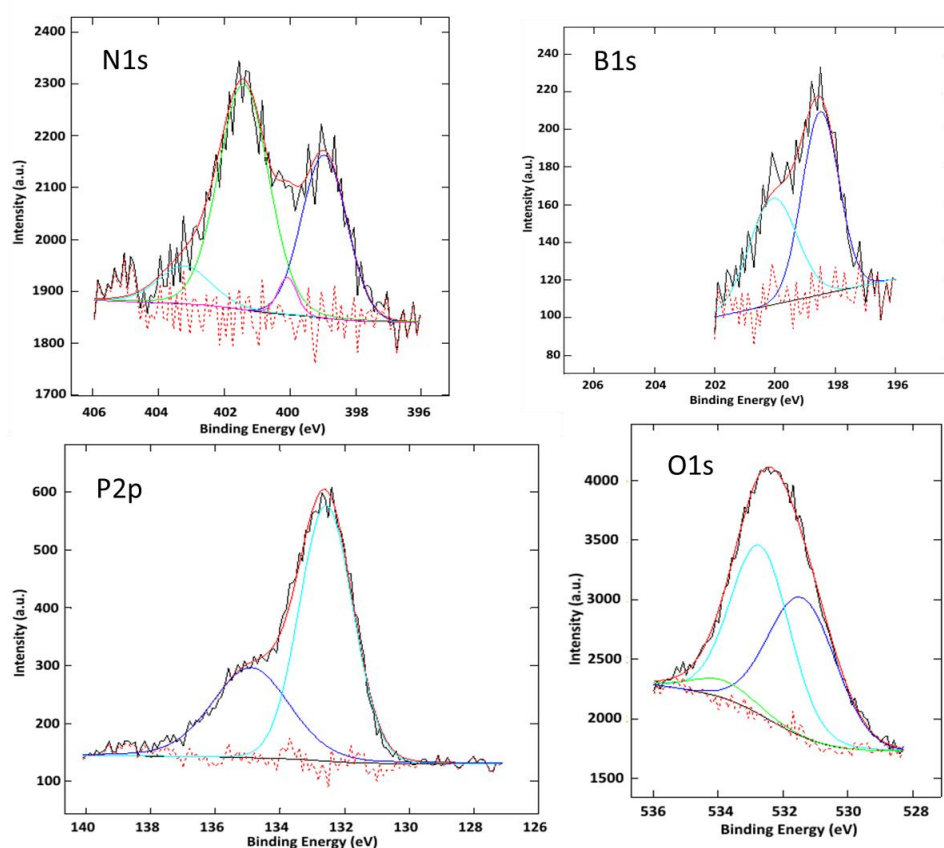 N1s
2400
2300
2200
2100
2000
1900
1800
1700
Intensity (a.u.)
406 404 402 400 398 396
Binding Energy (eV)
B1s
240
220
200
180
160
140
120
100
80
Intensity (a.u.)
206 204 202 200 198 196
Binding Energy (eV)
P2p
600
500
400
300
200
100
Intensity (a.u.)
140 138 136 134 132 130 128 126
Binding Energy (eV)
O1s
4000
3500
3000
2500
2000
1500
Intensity (a.u.)
536 534 532 530 528
Binding Energy (eV)